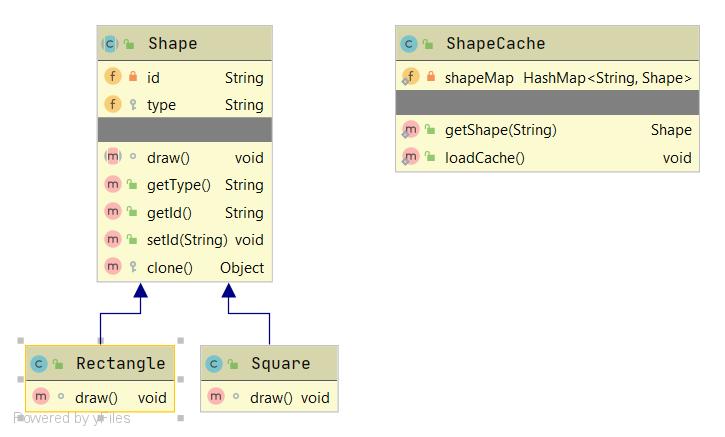 Shape
id String
type String
draw() void
getType() String
getId() String
setId(String) void
clone() Object
ShapeCache
shapeMap HashMap<String, Shape>
getShape(String) Shape
loadCache() void
Rectangle
draw() void
Square
draw() void
Powered by yFiles